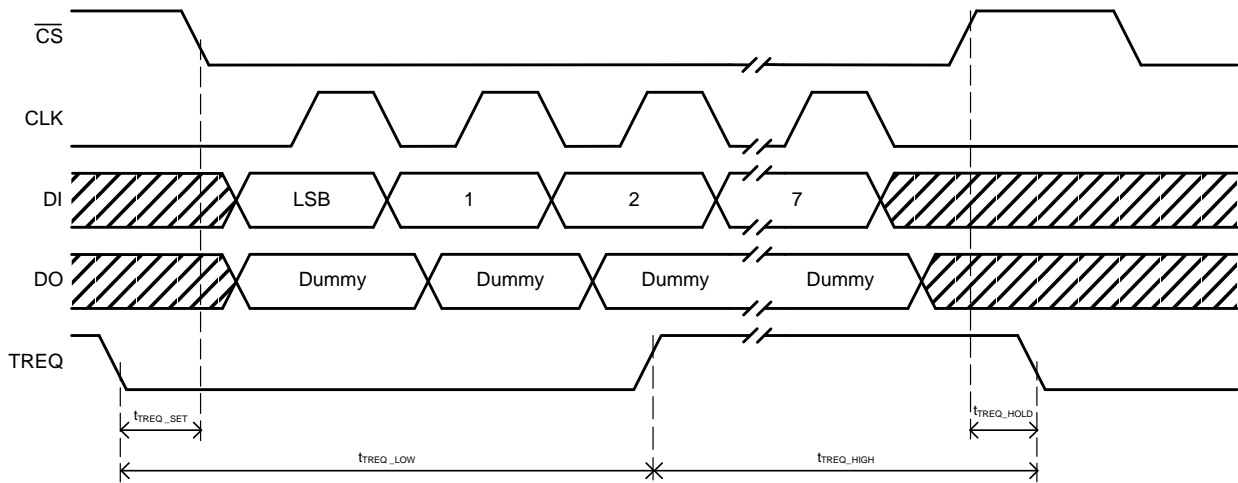 CS
CLK
DI LSB 1 2 7
DO Dummy Dummy Dummy Dummy
TREQ
tTREQ_SET tTREQ_HOLD
tTREQ_LOW tTREQ_HIGH